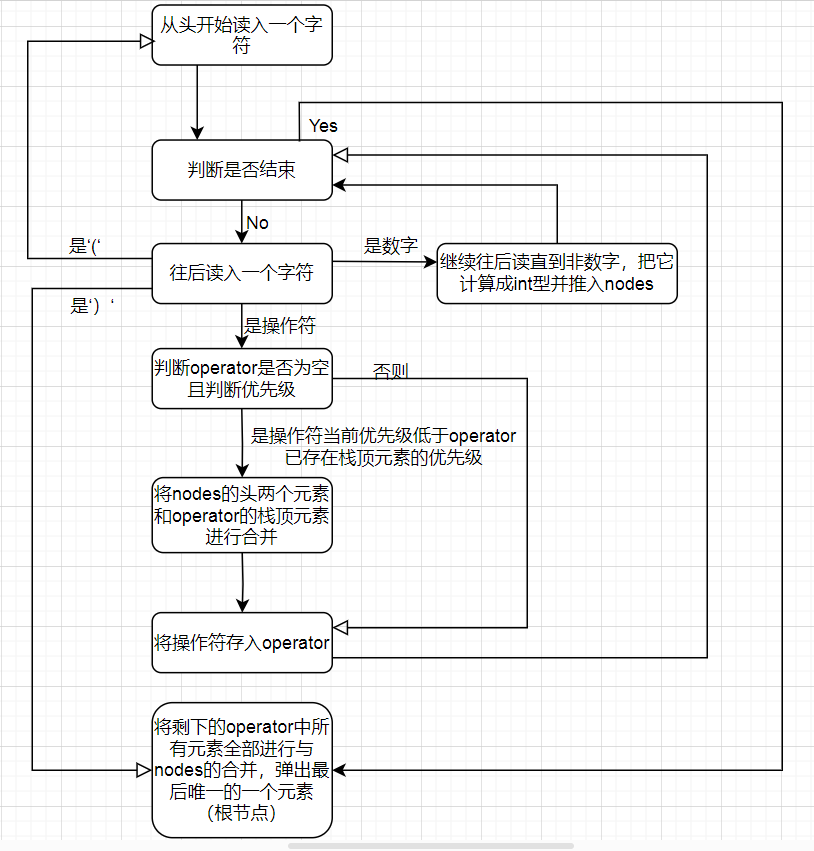 从头开始读入一个字
符
Yes
判断是否结束
No
是‘(‘
往后读入一个字符
是数字
继续往后读直到非数字，把它
计算成int型并推入nodes
是‘）‘
是操作符
判断operator是否为空
且判断优先级
否则
是操作符当前优先级低于operator
已存在栈顶元素的优先级
将nodes的头两个元素
和operator的栈顶元素
进行合并
将操作符存入operator
将剩下的operator中所
有元素全部进行与
nodes的合并，弹出最
后唯一的一个元素
（根节点）